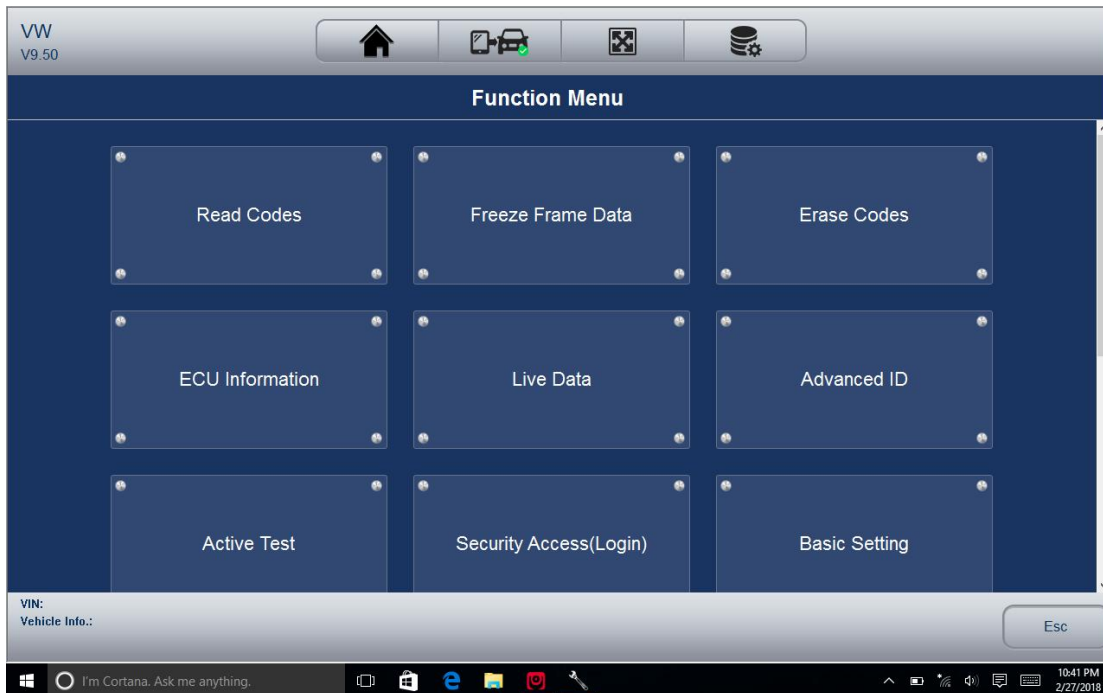 VW
V9.50
Function Menu
Read Codes
Freeze Frame Data
Erase Codes
ECU Information
Live Data
Advanced ID
Active Test
Security Access(Login)
Basic Setting
VIN:
Vehicle Info.:
Esc
I'm Cortana. Ask me anything.
10:41 PM
2/27/2018